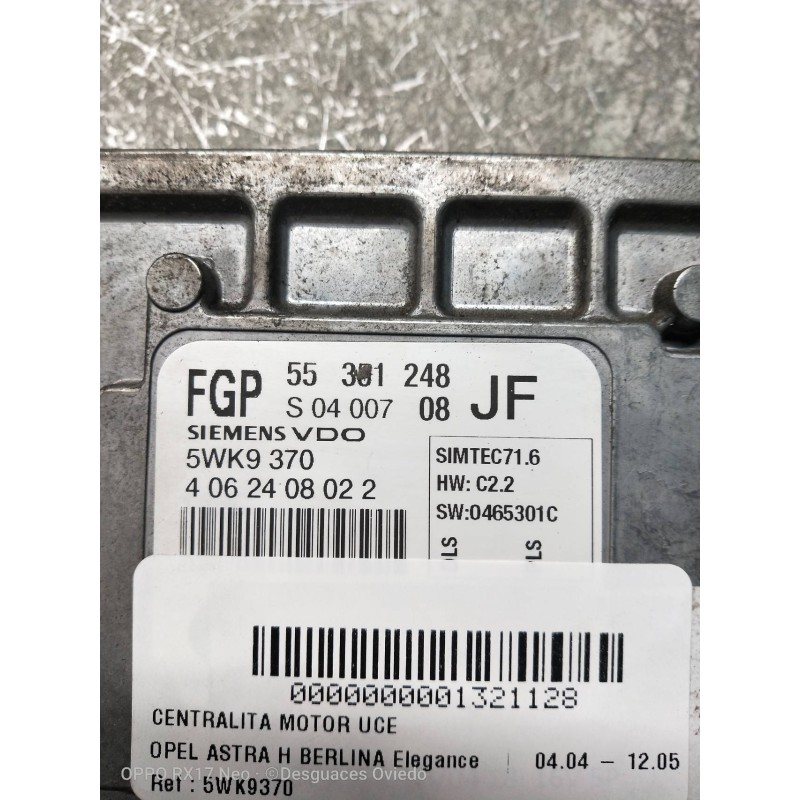 FGP 55 351 248 JF
S 04 007 08
SIEMENS VDO
5WK9 370
4 06 24 08 02 2
SIMTEC71.6
HW: C2.2
SW:0465301C
0000000001321128
CENTRALITA MOTOR UCE
OPEL ASTRA H BERLINA Elegance | 04.04 – 12.05
Ref : 5WK9370
OPPO RX17 Neo · ©Desguaces Oviedo